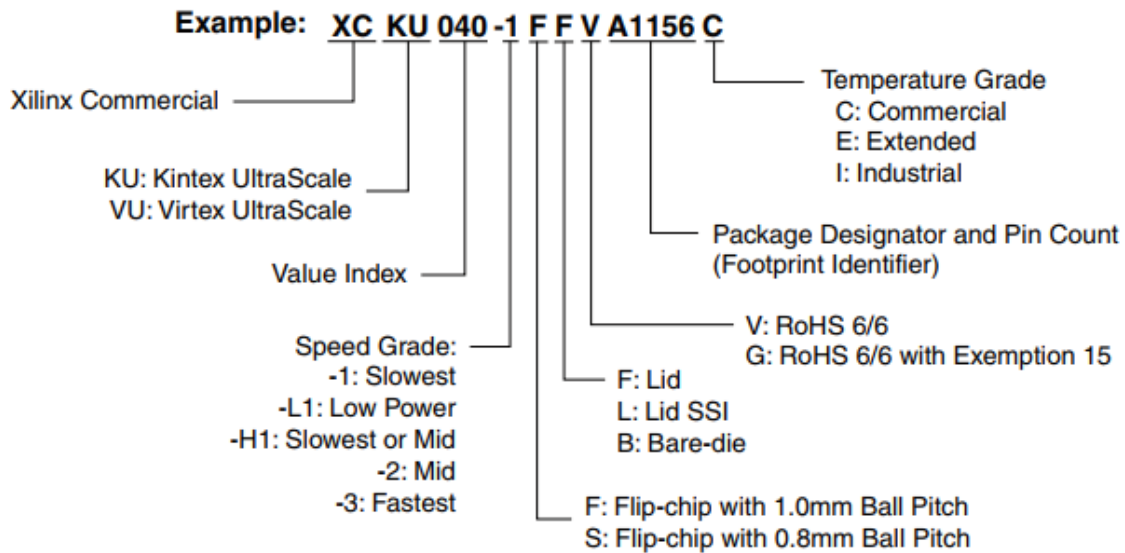 Example: XC KU 040 -1 F F V A1156 C
Xilinx Commercial
KU: Kintex UltraScale
VU: Virtex UltraScale
Value Index
Speed Grade:
-1: Slowest
-L1: Low Power
-H1: Slowest or Mid
-2: Mid
-3: Fastest
Temperature Grade
C: Commercial
E: Extended
I: Industrial
Package Designator and Pin Count
(Footprint Identifier)
V: RoHS 6/6
G: RoHS 6/6 with Exemption 15
F: Lid
L: Lid SSI
B: Bare-die
F: Flip-chip with 1.0mm Ball Pitch
S: Flip-chip with 0.8mm Ball Pitch